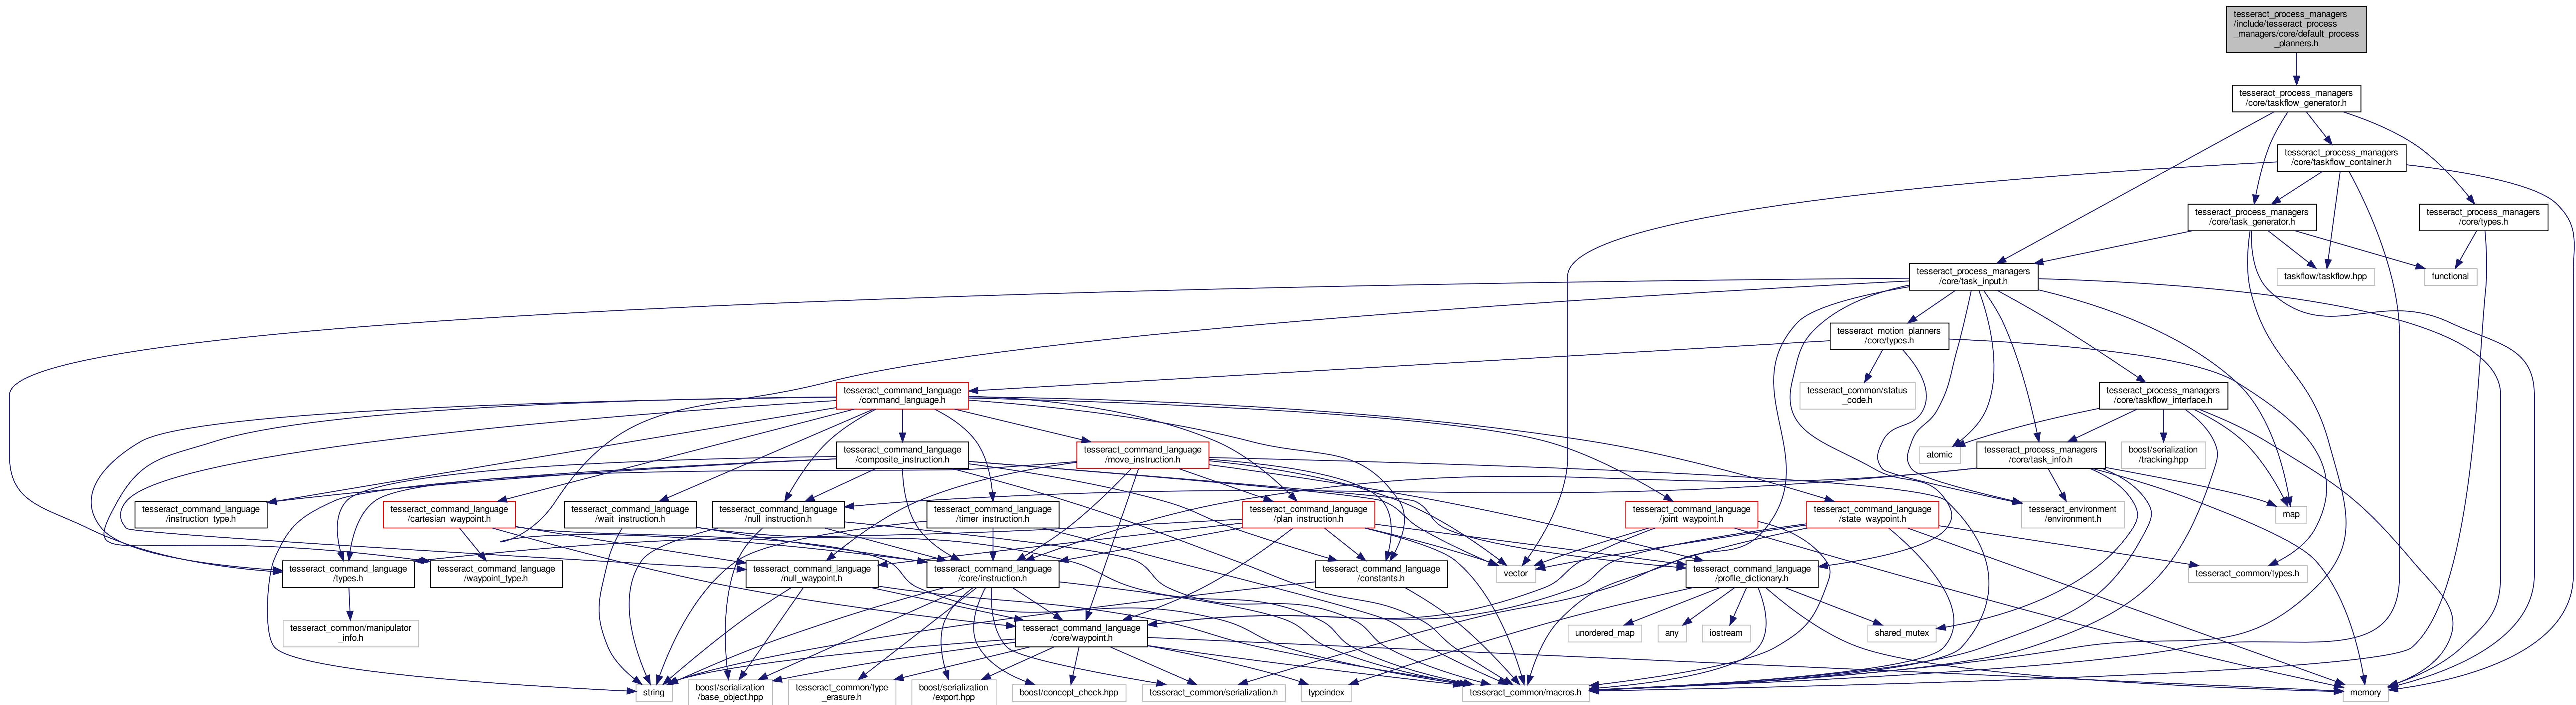 tesseract_process_managers
/include/tesseract_process
_managers/core/default_process
_planners.h
tesseract_process_managers
/core/taskflow_generator.h
tesseract_process_managers
/core/taskflow_container.h
tesseract_process_managers
/core/task_generator.h
tesseract_process_managers
/core/types.h
tesseract_process_managers
/core/task_input.h
taskflow/taskflow.hpp
functional
tesseract_motion_planners
/core/types.h
tesseract_command_language
/command_language.h
tesseract_common/status
_code.h
tesseract_process_managers
/core/taskflow_interface.h
tesseract_command_language
/composite_instruction.h
tesseract_command_language
/move_instruction.h
atomic
tesseract_process_managers
/core/task_info.h
boost/serialization
/tracking.hpp
tesseract_command_language
/instruction_type.h
tesseract_command_language
/cartesian_waypoint.h
tesseract_command_language
/wait_instruction.h
tesseract_command_language
/null_instruction.h
tesseract_command_language
/timer_instruction.h
tesseract_command_language
/plan_instruction.h
tesseract_command_language
/joint_waypoint.h
tesseract_command_language
/state_waypoint.h
tesseract_environment
/environment.h
map
tesseract_command_language
/types.h
tesseract_command_language
/waypoint_type.h
tesseract_command_language
/null_waypoint.h
tesseract_command_language
/core/instruction.h
tesseract_command_language
/constants.h
vector
tesseract_command_language
/profile_dictionary.h
tesseract_common/types.h
tesseract_common/manipulator
_info.h
tesseract_command_language
/core/waypoint.h
unordered_map
any
iostream
shared_mutex
string
boost/serialization
/base_object.hpp
tesseract_common/type
_erasure.h
boost/serialization
/export.hpp
boost/concept_check.hpp
tesseract_common/serialization.h
typeindex
tesseract_common/macros.h
memory